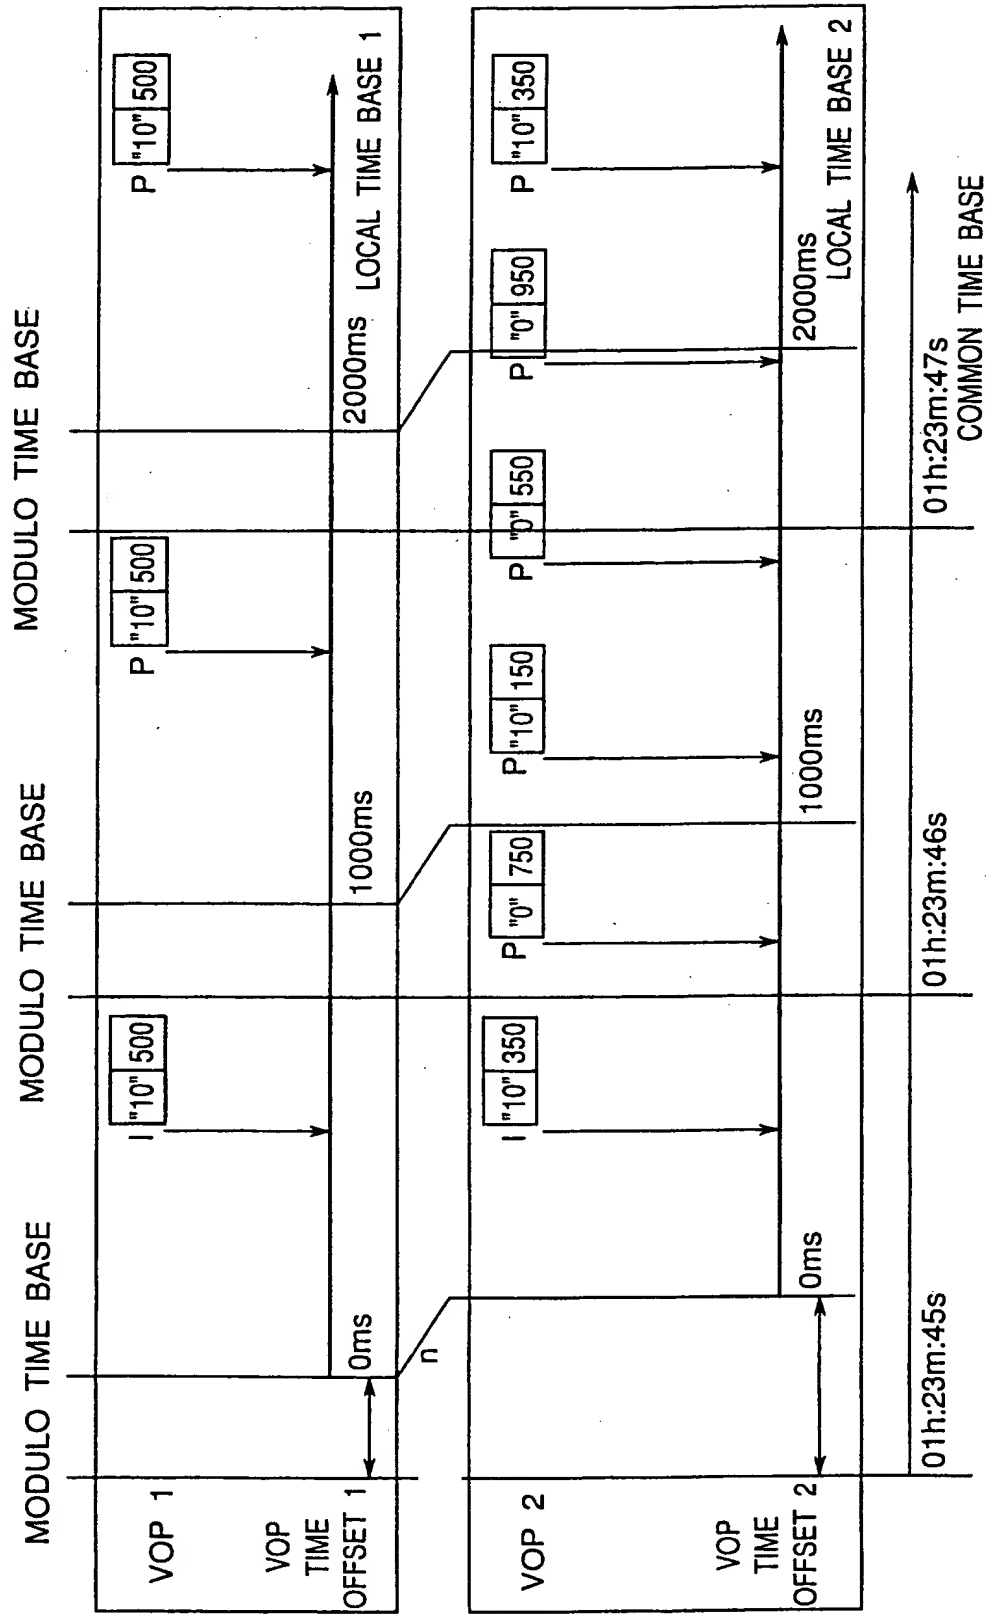 MODULO TIME BASE
MODULO TIME BASE
MODULO TIME BASE
VOP 1
I "10" 500
P "10" 500
P "10" 500
VOP
TIME
OFFSET 1
0ms
1000ms
2000ms
LOCAL TIME BASE 1
n
VOP 2
I "10" 350
P "0" 750
P "10" 150
P "0" 550
P "0" 950
P "10" 350
VOP
TIME
OFFSET 2
0ms
1000ms
2000ms
LOCAL TIME BASE 2
01h:23m:45s
01h:23m:46s
01h:23m:47s
COMMON TIME BASE